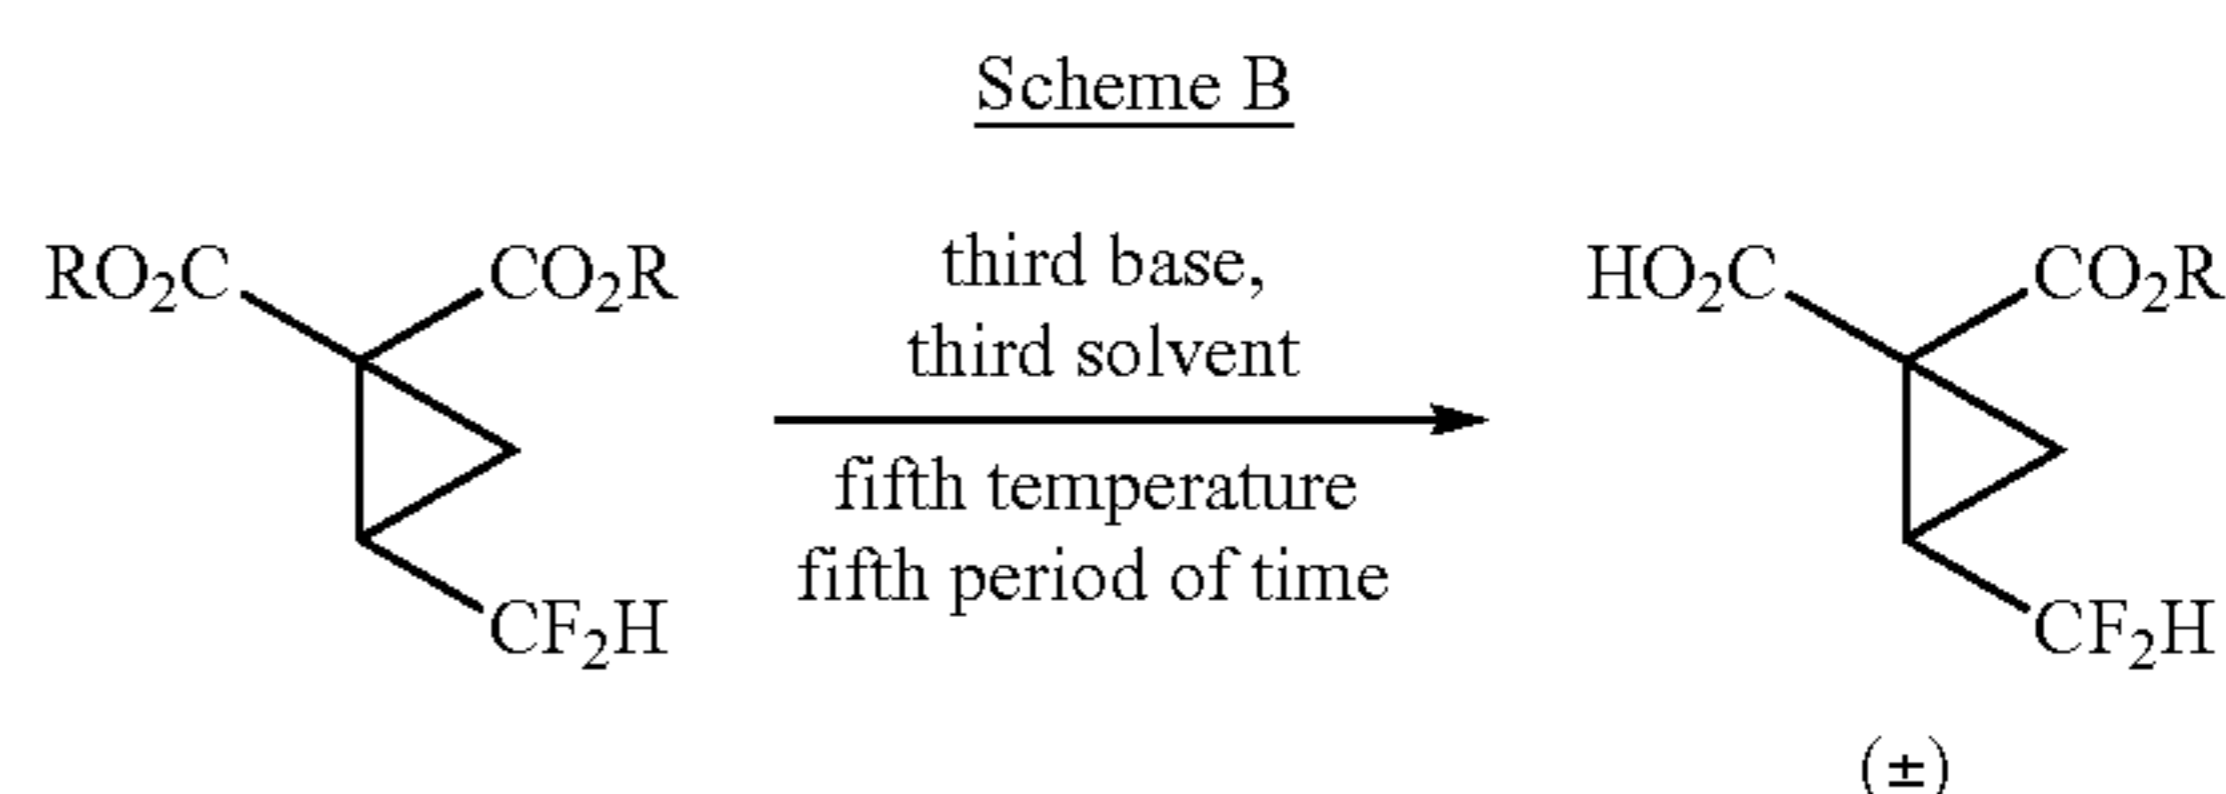 Scheme B
RO₂C CO₂R
CF₂H
third base,
third solvent
fifth temperature
fifth period of time
HO₂C CO₂R
CF₂H
(±)